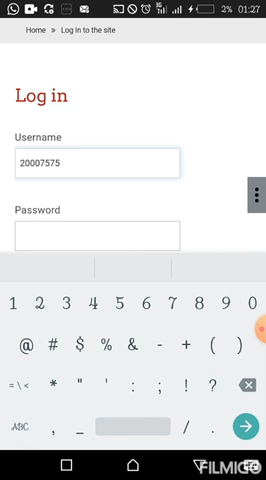 2% 01:27
Home » Log in to the site
Log in
Username
20007575
Password
1 2 3 4 5 6 7 8 9 0
@ # $ % & - + ( )
= \ < * " ' : ; ! ?
ABC , _ / .
FILMIGO